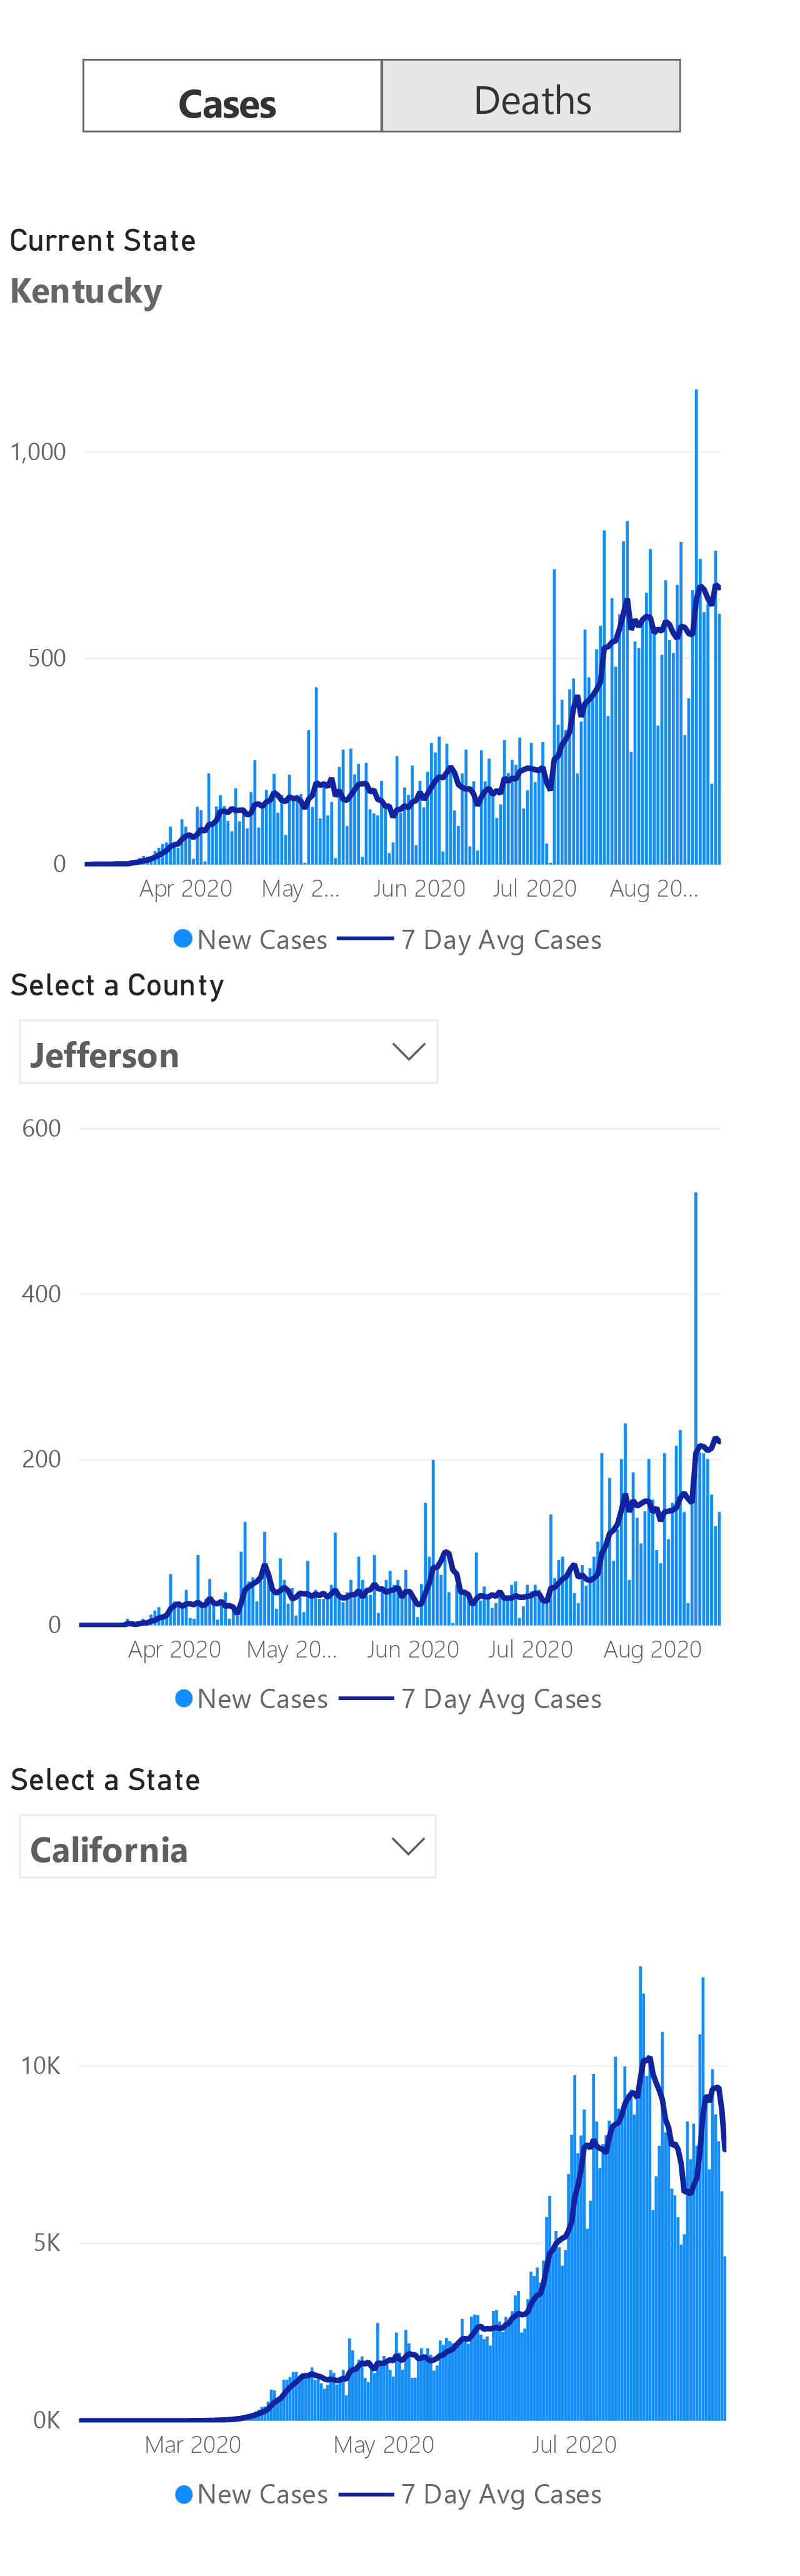 Cases Deaths
Current State
Kentucky
1,000
500
0
Apr 2020 May 2... Jun 2020 Jul 2020 Aug 20...
New Cases 7 Day Avg Cases
Select a County
Jefferson
600
400
200
0
Apr 2020 May 20... Jun 2020 Jul 2020 Aug 2020
New Cases 7 Day Avg Cases
Select a State
California
10K
5K
0K
Mar 2020 May 2020 Jul 2020
New Cases 7 Day Avg Cases